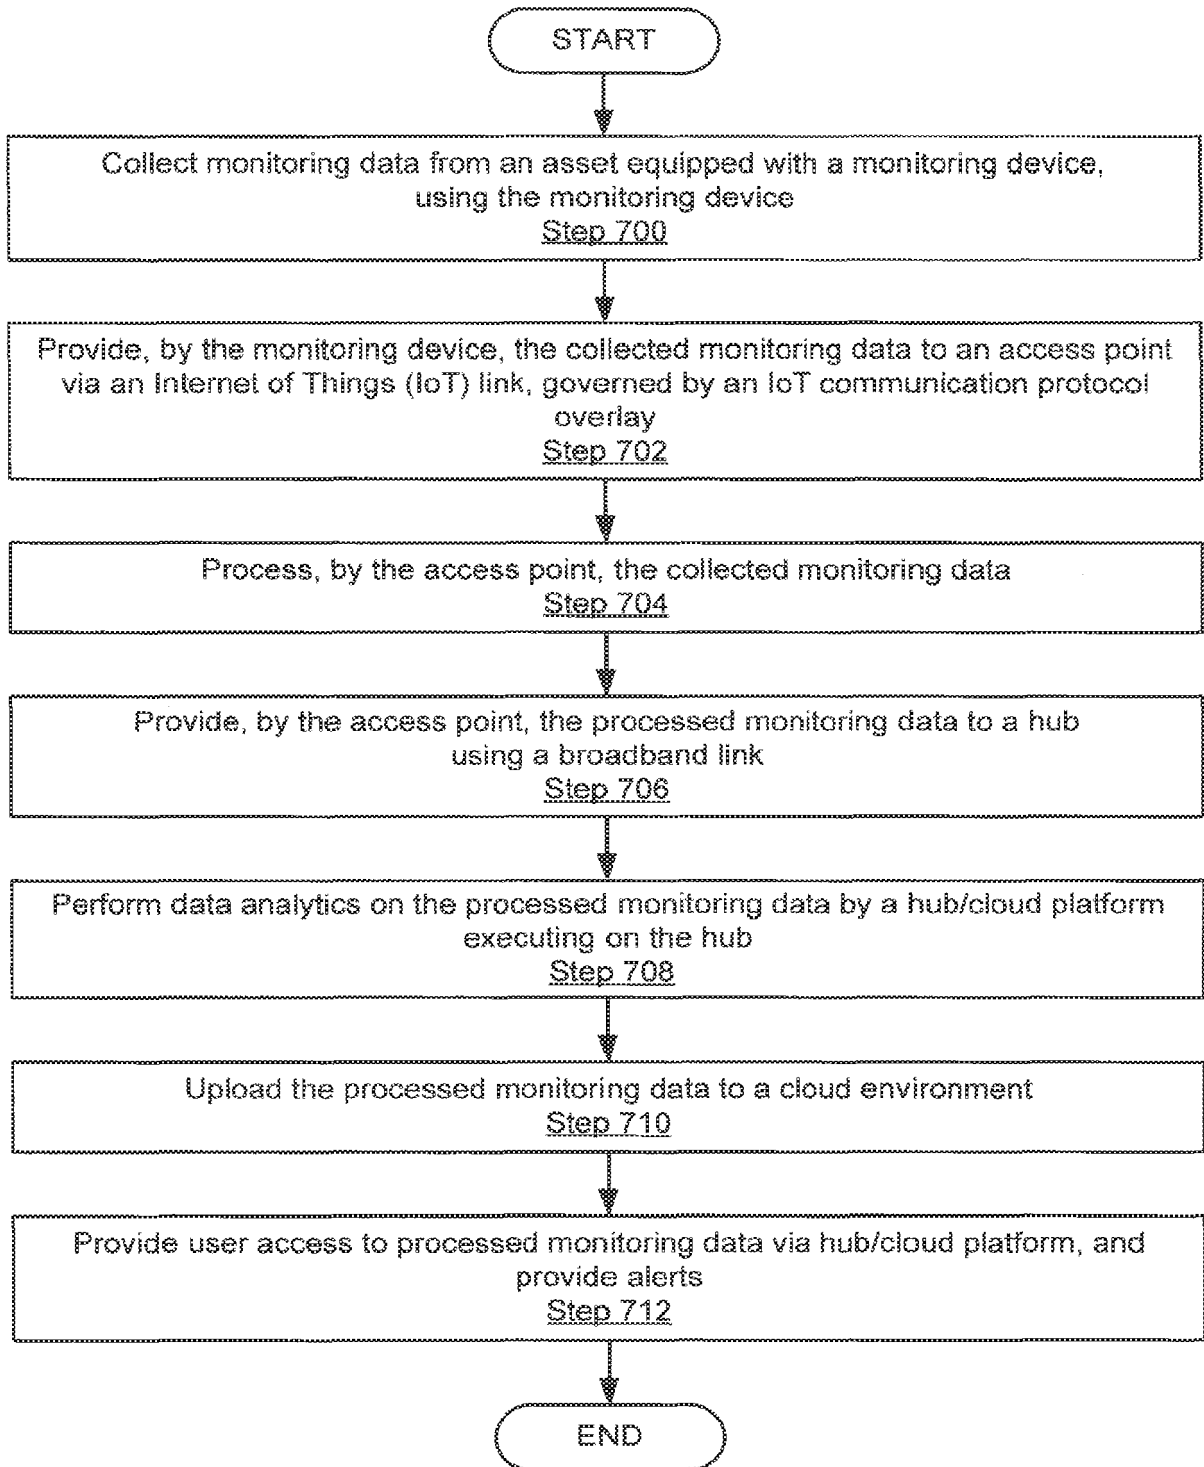 START
Collect monitoring data from an asset equipped with a monitoring device,
using the monitoring device
Step 700
Provide, by the monitoring device, the collected monitoring data to an access point
via an Internet of Things (IoT) link, governed by an IoT communication protocol
overlay
Step 702
Process, by the access point, the collected monitoring data
Step 704
Provide, by the access point, the processed monitoring data to a hub
using a broadband link
Step 706
Perform data analytics on the processed monitoring data by a hub/cloud platform
executing on the hub
Step 708
Upload the processed monitoring data to a cloud environment
Step 710
Provide user access to processed monitoring data via hub/cloud platform, and
provide alerts
Step 712
END